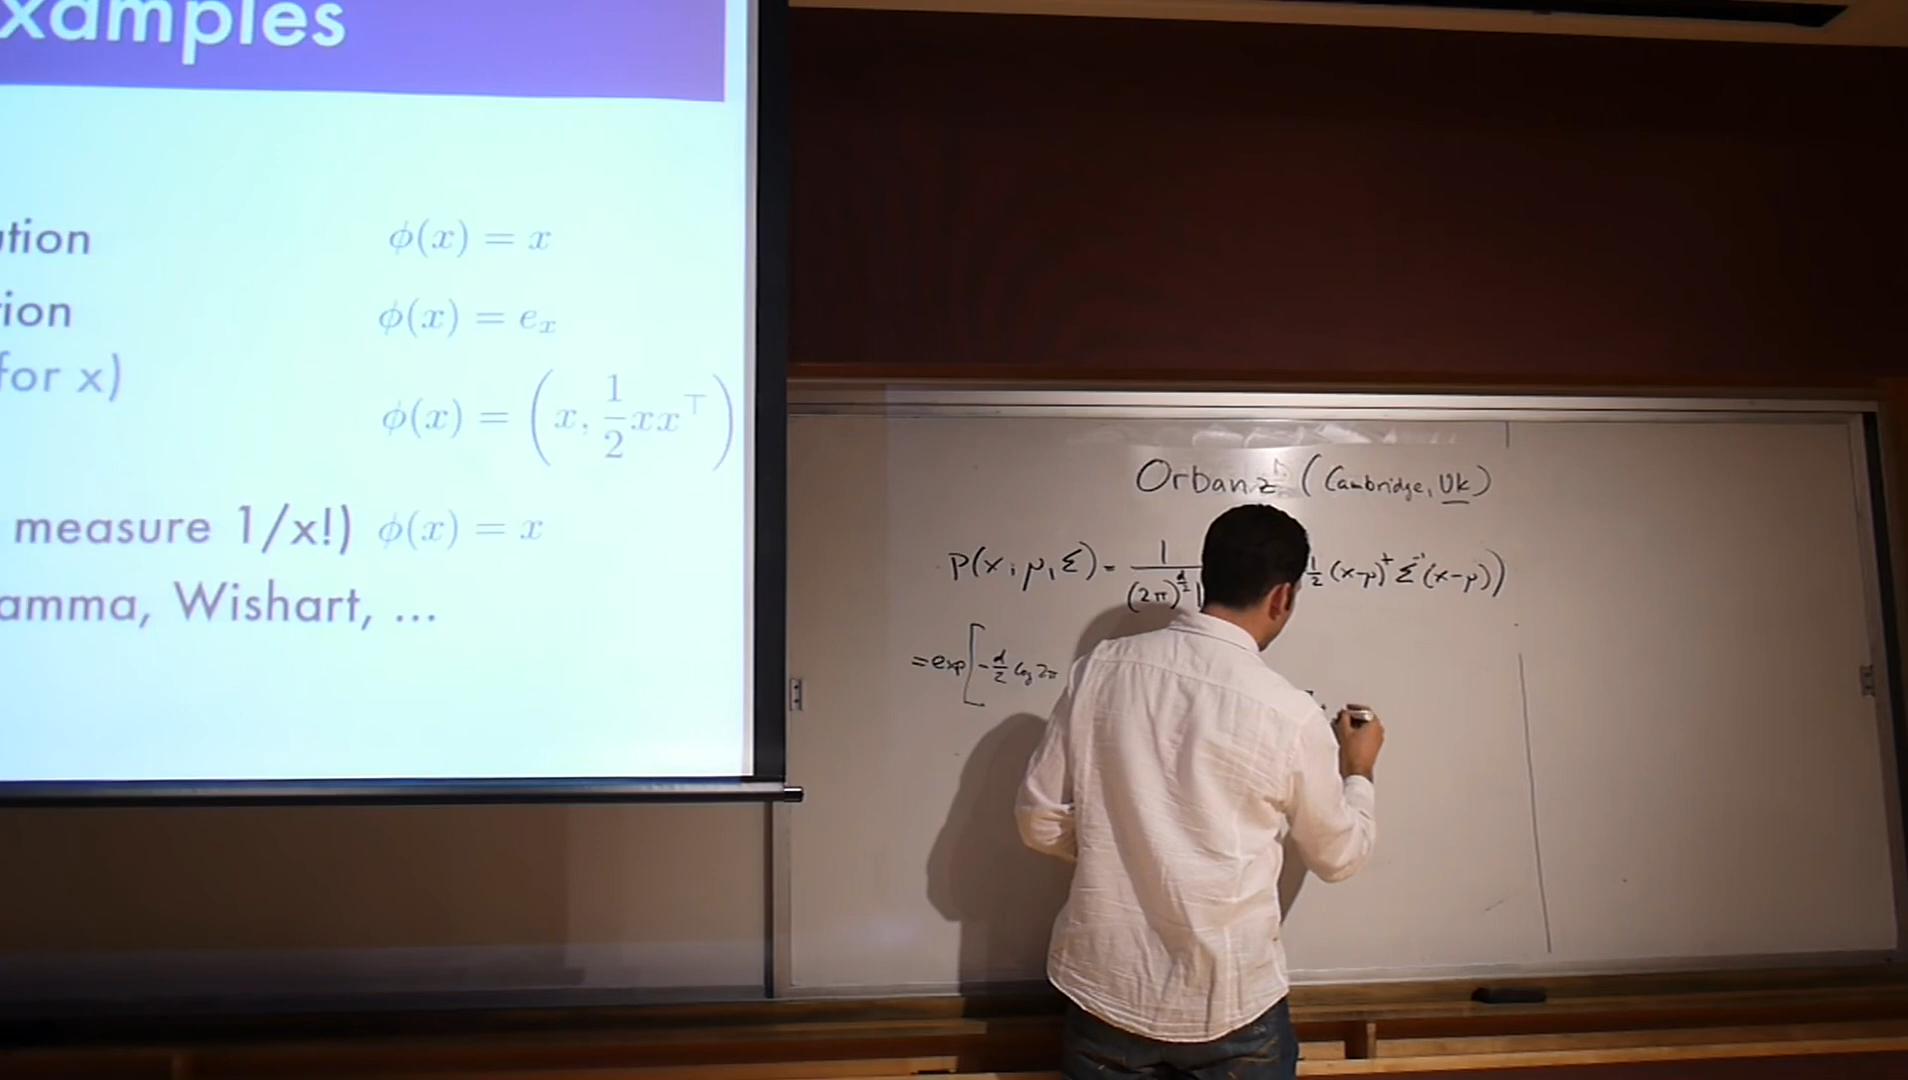 xamples
ution
ϕ(x) = x
ion
ϕ(x) = e_x
for x)
ϕ(x) = (x, 1/2 xx^⊤)
measure 1/x!) ϕ(x) = x
amma, Wishart, ...
Orbanz (Cambridge, UK)
p(x; μ, Σ) = 1 / (2π)^{d/2} | 1/2 (x-μ)^T Σ^{-1} (x-μ))
= exp[ - d/2 log 2π